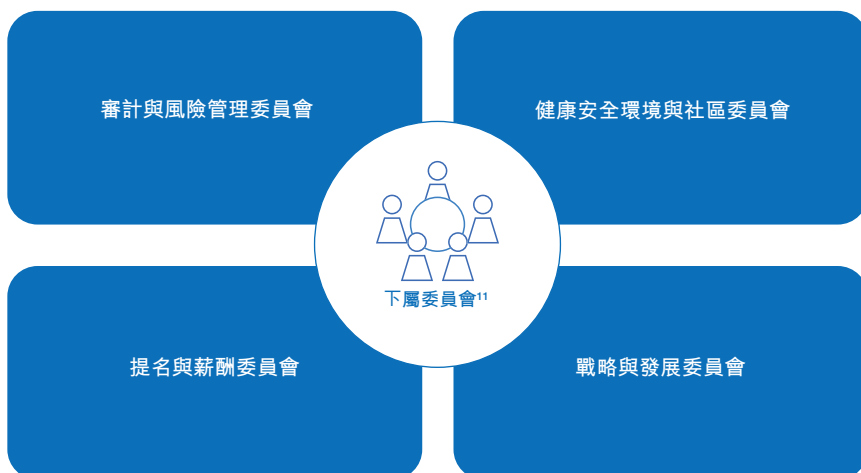 審計與風險管理委員會
健康安全環境與社區委員會
下屬委員會11
提名與薪酬委員會
戰略與發展委員會